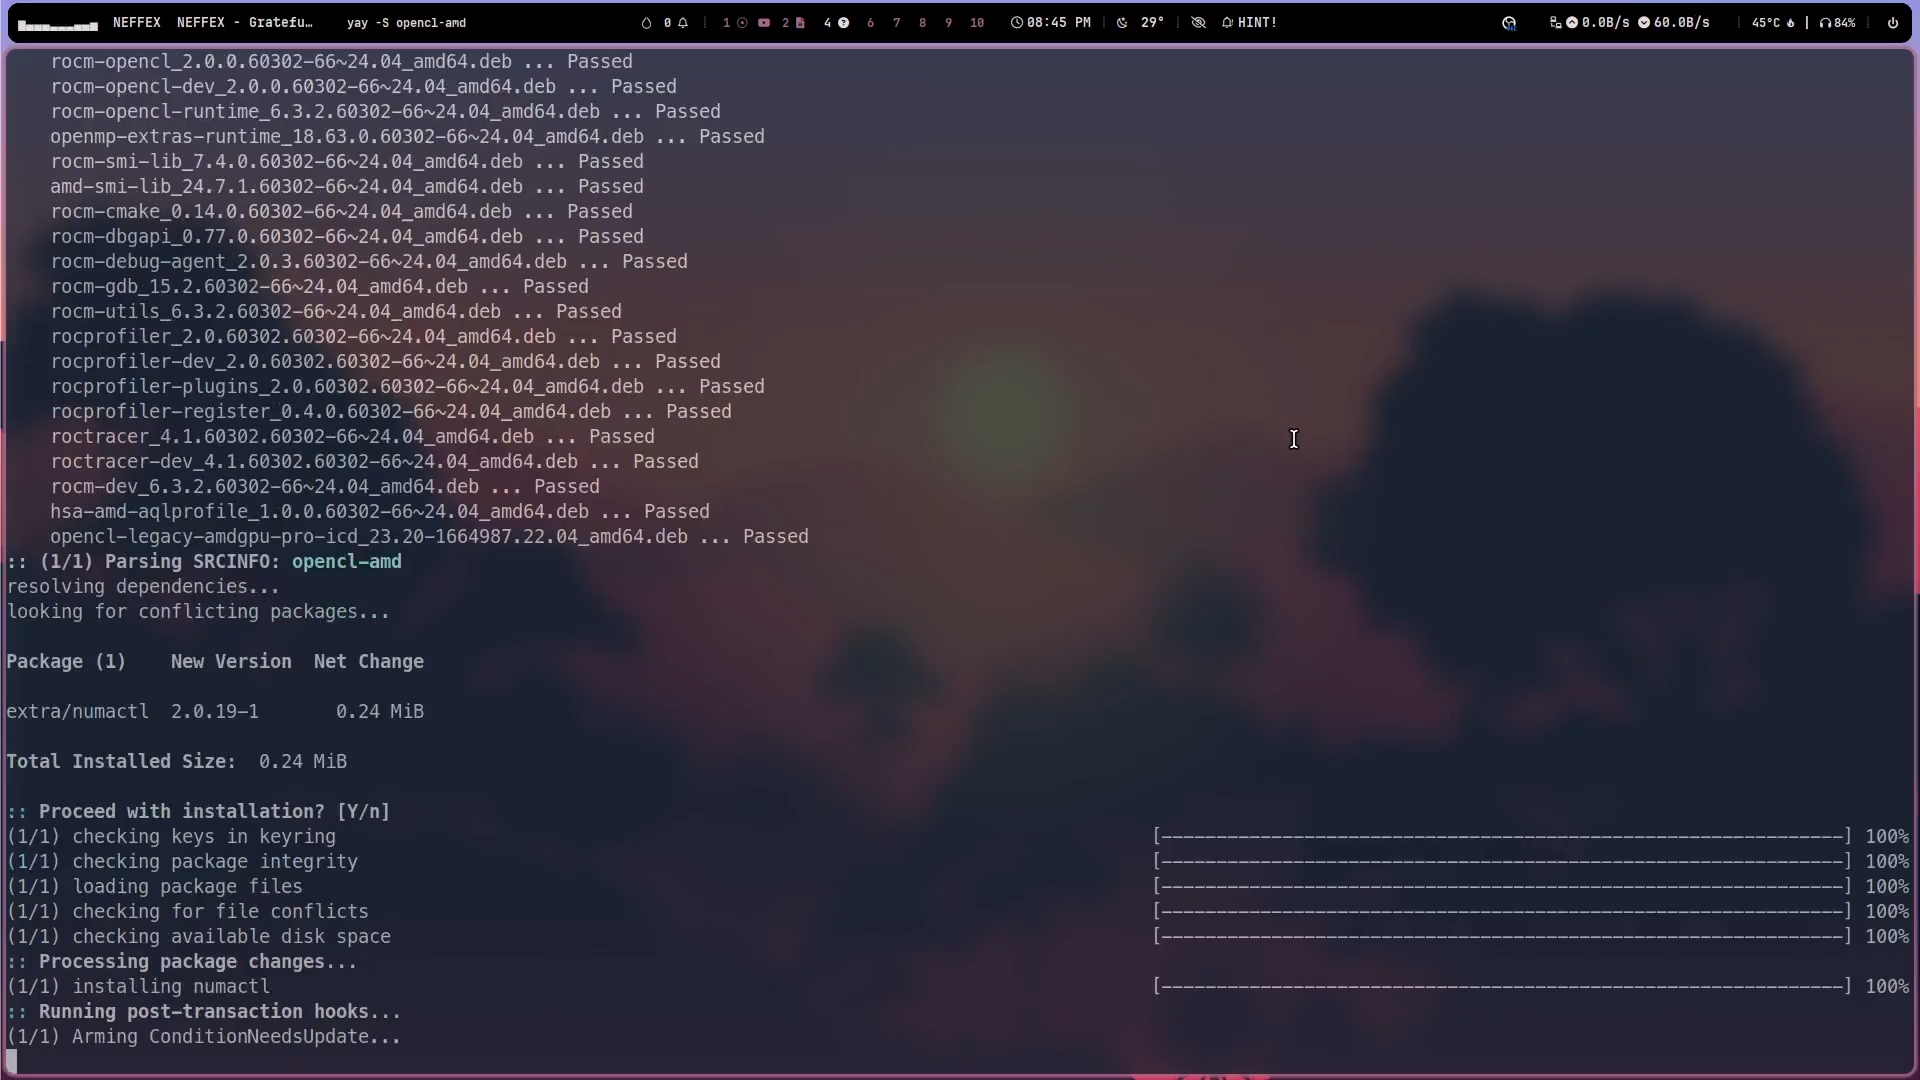 NEFFEX NEFFEX - Gratefu… yay -S opencl-amd 0 1 2 4 6 7 8 9 10 08:45 PM 29° HINT! 0.0B/s 60.0B/s 45°C 84%
rocm-opencl_2.0.0.60302-66~24.04_amd64.deb ... Passed
rocm-opencl-dev_2.0.0.60302-66~24.04_amd64.deb ... Passed
rocm-opencl-runtime_6.3.2.60302-66~24.04_amd64.deb ... Passed
openmp-extras-runtime_18.63.0.60302-66~24.04_amd64.deb ... Passed
rocm-smi-lib_7.4.0.60302-66~24.04_amd64.deb ... Passed
amd-smi-lib_24.7.1.60302-66~24.04_amd64.deb ... Passed
rocm-cmake_0.14.0.60302-66~24.04_amd64.deb ... Passed
rocm-dbgapi_0.77.0.60302-66~24.04_amd64.deb ... Passed
rocm-debug-agent_2.0.3.60302-66~24.04_amd64.deb ... Passed
rocm-gdb_15.2.60302-66~24.04_amd64.deb ... Passed
rocm-utils_6.3.2.60302-66~24.04_amd64.deb ... Passed
rocprofiler_2.0.60302.60302-66~24.04_amd64.deb ... Passed
rocprofiler-dev_2.0.60302.60302-66~24.04_amd64.deb ... Passed
rocprofiler-plugins_2.0.60302.60302-66~24.04_amd64.deb ... Passed
rocprofiler-register_0.4.0.60302-66~24.04_amd64.deb ... Passed
roctracer_4.1.60302.60302-66~24.04_amd64.deb ... Passed
roctracer-dev_4.1.60302.60302-66~24.04_amd64.deb ... Passed
rocm-dev_6.3.2.60302-66~24.04_amd64.deb ... Passed
hsa-amd-aqlprofile_1.0.0.60302-66~24.04_amd64.deb ... Passed
opencl-legacy-amdgpu-pro-icd_23.20-1664987.22.04_amd64.deb ... Passed
:: (1/1) Parsing SRCINFO: opencl-amd
resolving dependencies...
looking for conflicting packages...
Package (1) New Version Net Change
extra/numactl 2.0.19-1 0.24 MiB
Total Installed Size: 0.24 MiB
:: Proceed with installation? [Y/n]
(1/1) checking keys in keyring [------------------------------------------------------------] 100%
(1/1) checking package integrity [------------------------------------------------------------] 100%
(1/1) loading package files [------------------------------------------------------------] 100%
(1/1) checking for file conflicts [------------------------------------------------------------] 100%
(1/1) checking available disk space [------------------------------------------------------------] 100%
:: Processing package changes...
(1/1) installing numactl [------------------------------------------------------------] 100%
:: Running post-transaction hooks...
(1/1) Arming ConditionNeedsUpdate...